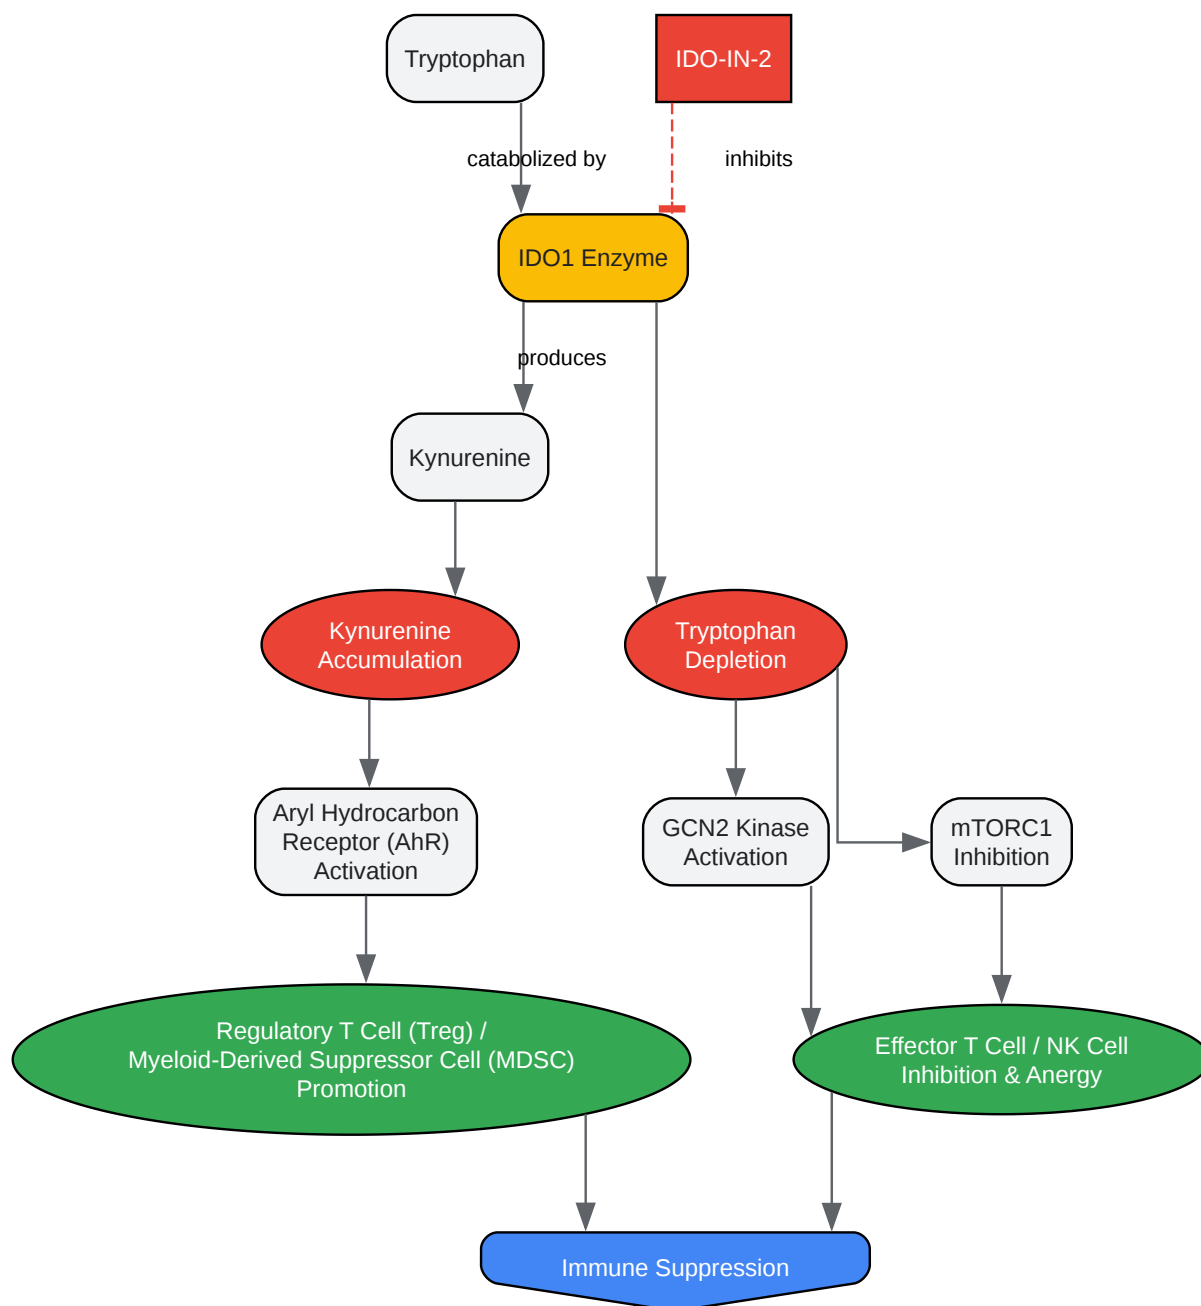 Tryptophan
IDO-IN-2
catabolized by
inhibits
IDO1 Enzyme
produces
Kynurenine
Kynurenine
Accumulation
Tryptophan
Depletion
Aryl Hydrocarbon
Receptor (AhR)
Activation
GCN2 Kinase
Activation
mTORC1
Inhibition
Regulatory T Cell (Treg) /
Myeloid-Derived Suppressor Cell (MDSC)
Promotion
Effector T Cell / NK Cell
Inhibition & Anergy
Immune Suppression